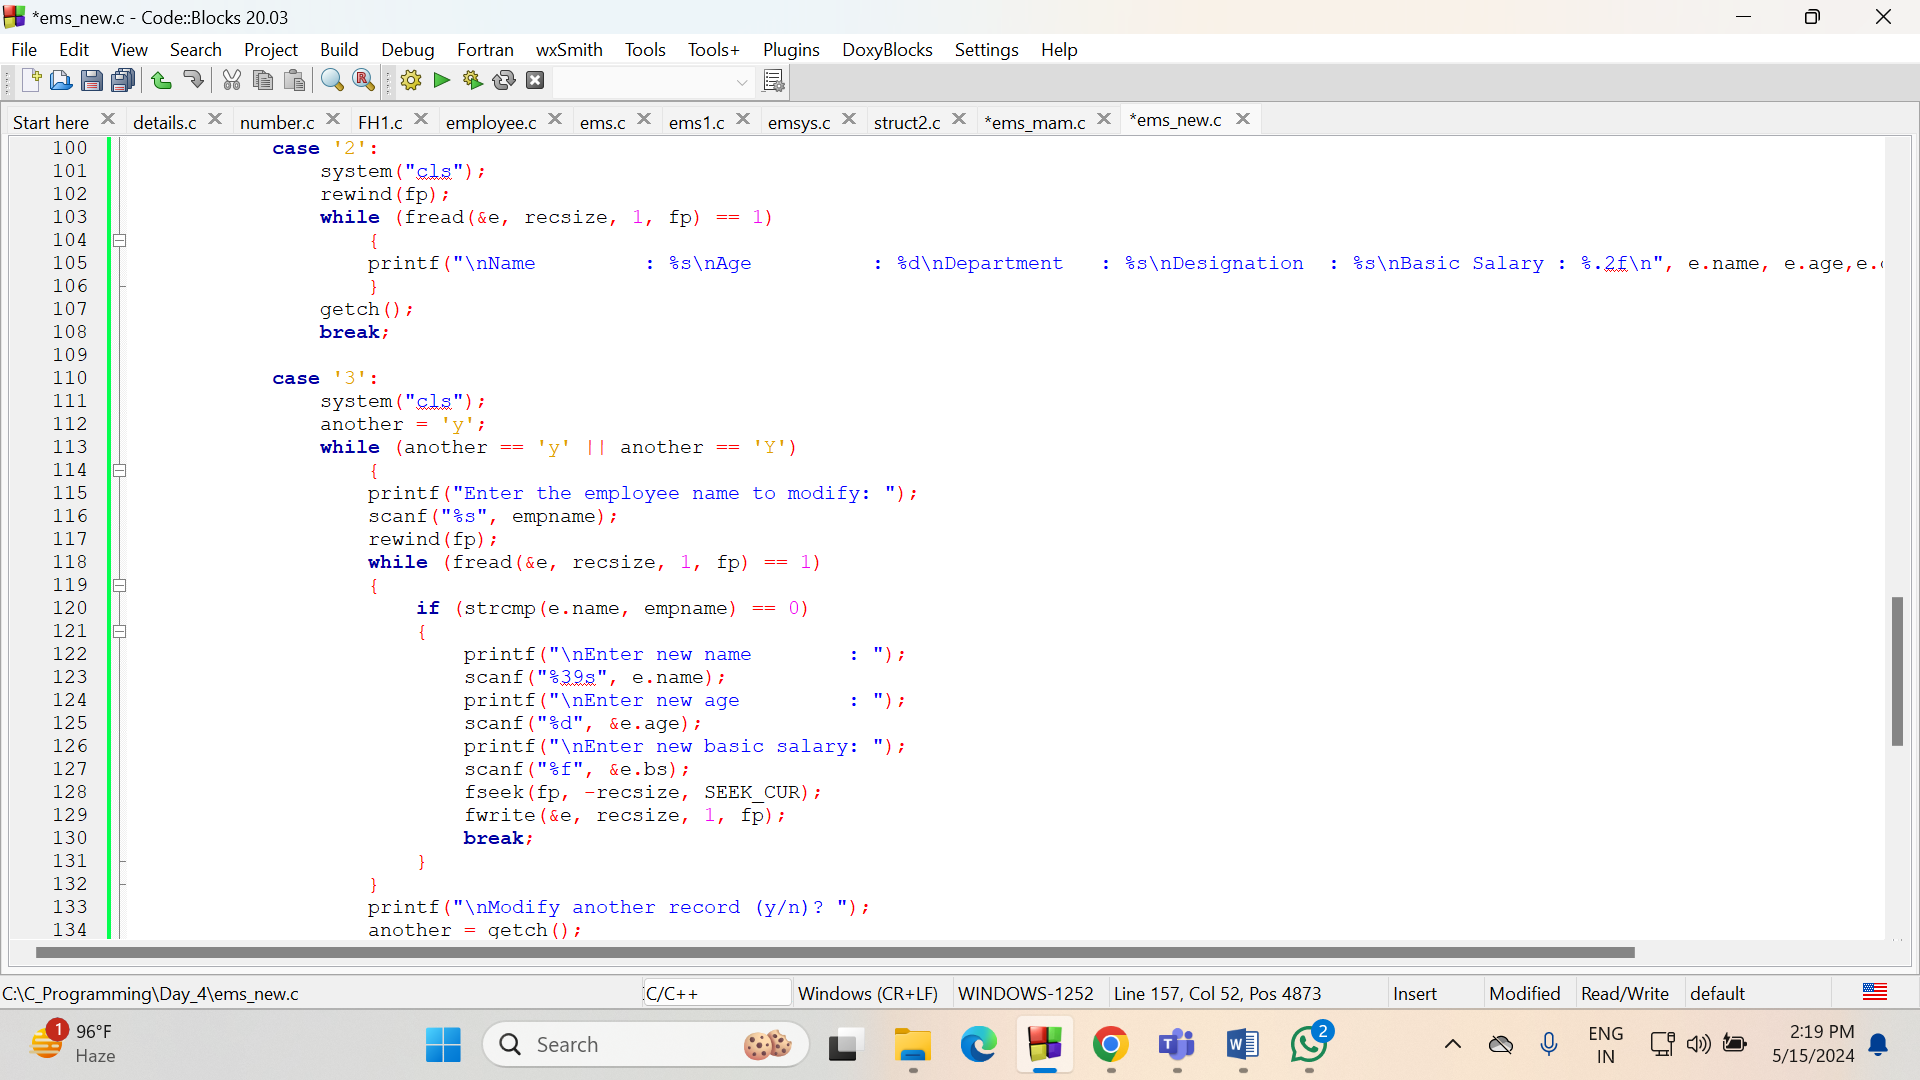 *ems_new.c - Code::Blocks 20.03
File Edit View Search Project Build Debug Fortran wxSmith Tools Tools+ Plugins DoxyBlocks Settings Help
Start here details.c number.c FH1.c employee.c ems.c ems1.c emsys.c struct2.c *ems_mam.c *ems_new.c
100 case '2':
101 system("cls");
102 rewind(fp);
103 while (fread(&e, recsize, 1, fp) == 1)
104 {
105 printf("\nName         : %s\nAge          : %d\nDepartment   : %s\nDesignation  : %s\nBasic Salary : %.2f\n", e.name, e.age,e.
106 }
107 getch();
108 break;
109
110 case '3':
111 system("cls");
112 another = 'y';
113 while (another == 'y' || another == 'Y')
114 {
115 printf("Enter the employee name to modify: ");
116 scanf("%s", empname);
117 rewind(fp);
118 while (fread(&e, recsize, 1, fp) == 1)
119 {
120 if (strcmp(e.name, empname) == 0)
121 {
122 printf("\nEnter new name        : ");
123 scanf("%39s", e.name);
124 printf("\nEnter new age         : ");
125 scanf("%d", &e.age);
126 printf("\nEnter new basic salary: ");
127 scanf("%f", &e.bs);
128 fseek(fp, -recsize, SEEK_CUR);
129 fwrite(&e, recsize, 1, fp);
130 break;
131 }
132 }
133 printf("\nModify another record (y/n)? ");
134 another = getch();
C:\C_Programming\Day_4\ems_new.c C/C++ Windows (CR+LF) WINDOWS-1252 Line 157, Col 52, Pos 4873 Insert Modified Read/Write default
1 96°F
Haze
Search
2
ENG
IN
2:19 PM
5/15/2024